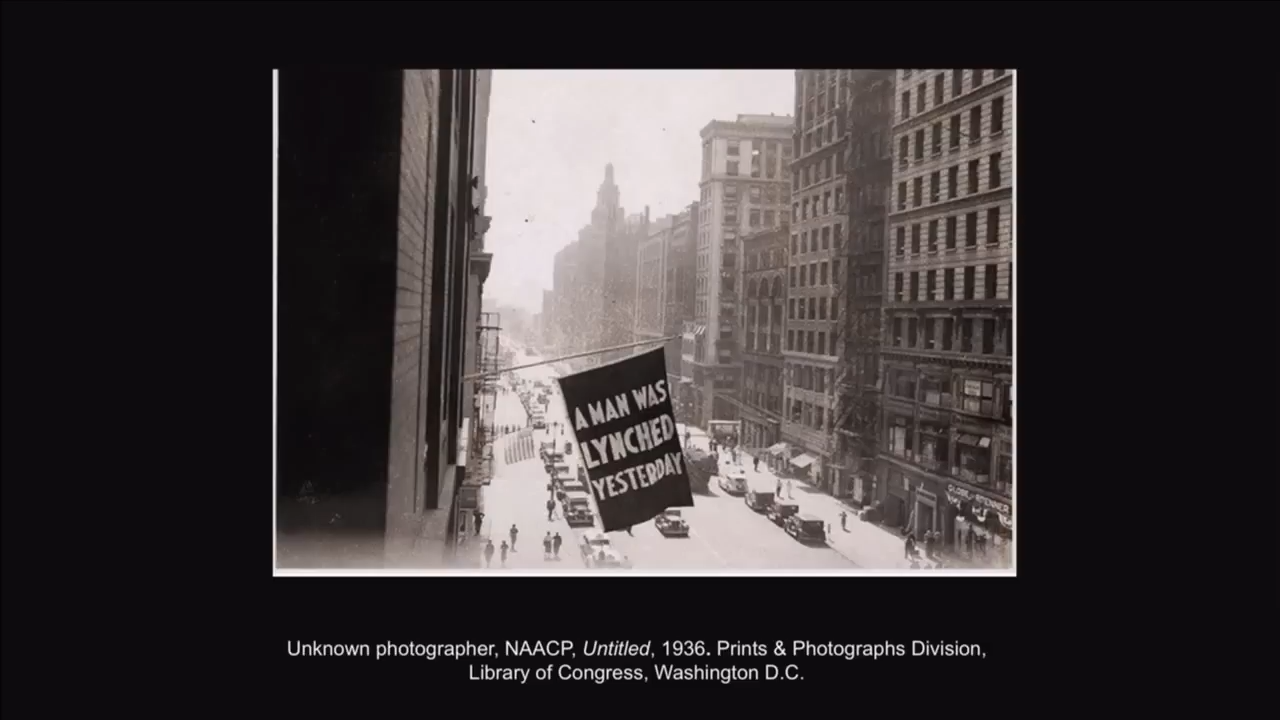 A MAN WAS
LYNCHED
YESTERDAY
Unknown photographer, NAACP, Untitled, 1936. Prints & Photographs Division,
Library of Congress, Washington D.C.